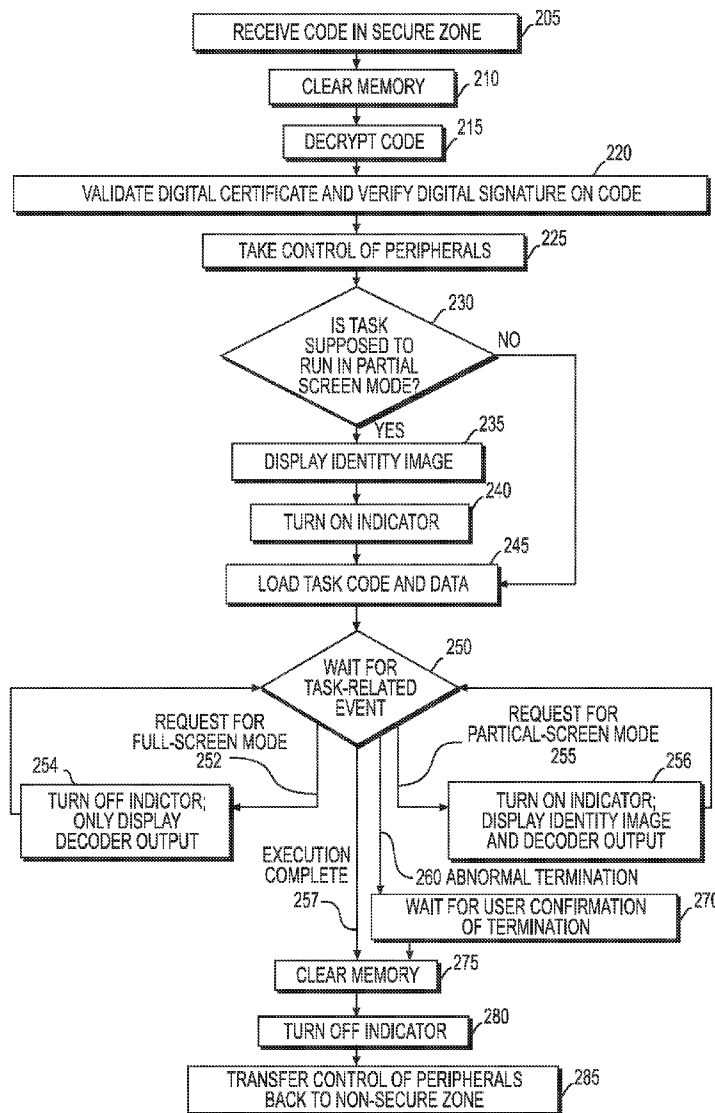 RECEIVE CODE IN SECURE ZONE
205
CLEAR MEMORY
210
DECRYPT CODE
215
220
VALIDATE DIGITAL CERTIFICATE AND VERIFY DIGITAL SIGNATURE ON CODE
TAKE CONTROL OF PERIPHERALS
225
230
IS TASK
SUPPOSED TO
RUN IN PARTIAL
SCREEN MODE?
NO
YES
235
DISPLAY IDENTITY IMAGE
240
TURN ON INDICATOR
245
LOAD TASK CODE AND DATA
250
WAIT FOR
TASK-RELATED
EVENT
REQUEST FOR
FULL-SCREEN MODE
252
254
TURN OFF INDICTOR;
ONLY DISPLAY
DECODER OUTPUT
REQUEST FOR
PARTICAL-SCREEN MODE
255
256
TURN ON INDICATOR;
DISPLAY IDENTITY IMAGE
AND DECODER OUTPUT
EXECUTION
COMPLETE
257
260 ABNORMAL TERMINATION
270
WAIT FOR USER CONFIRMATION
OF TERMINATION
CLEAR MEMORY
275
TURN OFF INDICATOR
280
TRANSFER CONTROL OF PERIPHERALS
BACK TO NON-SECURE ZONE
285